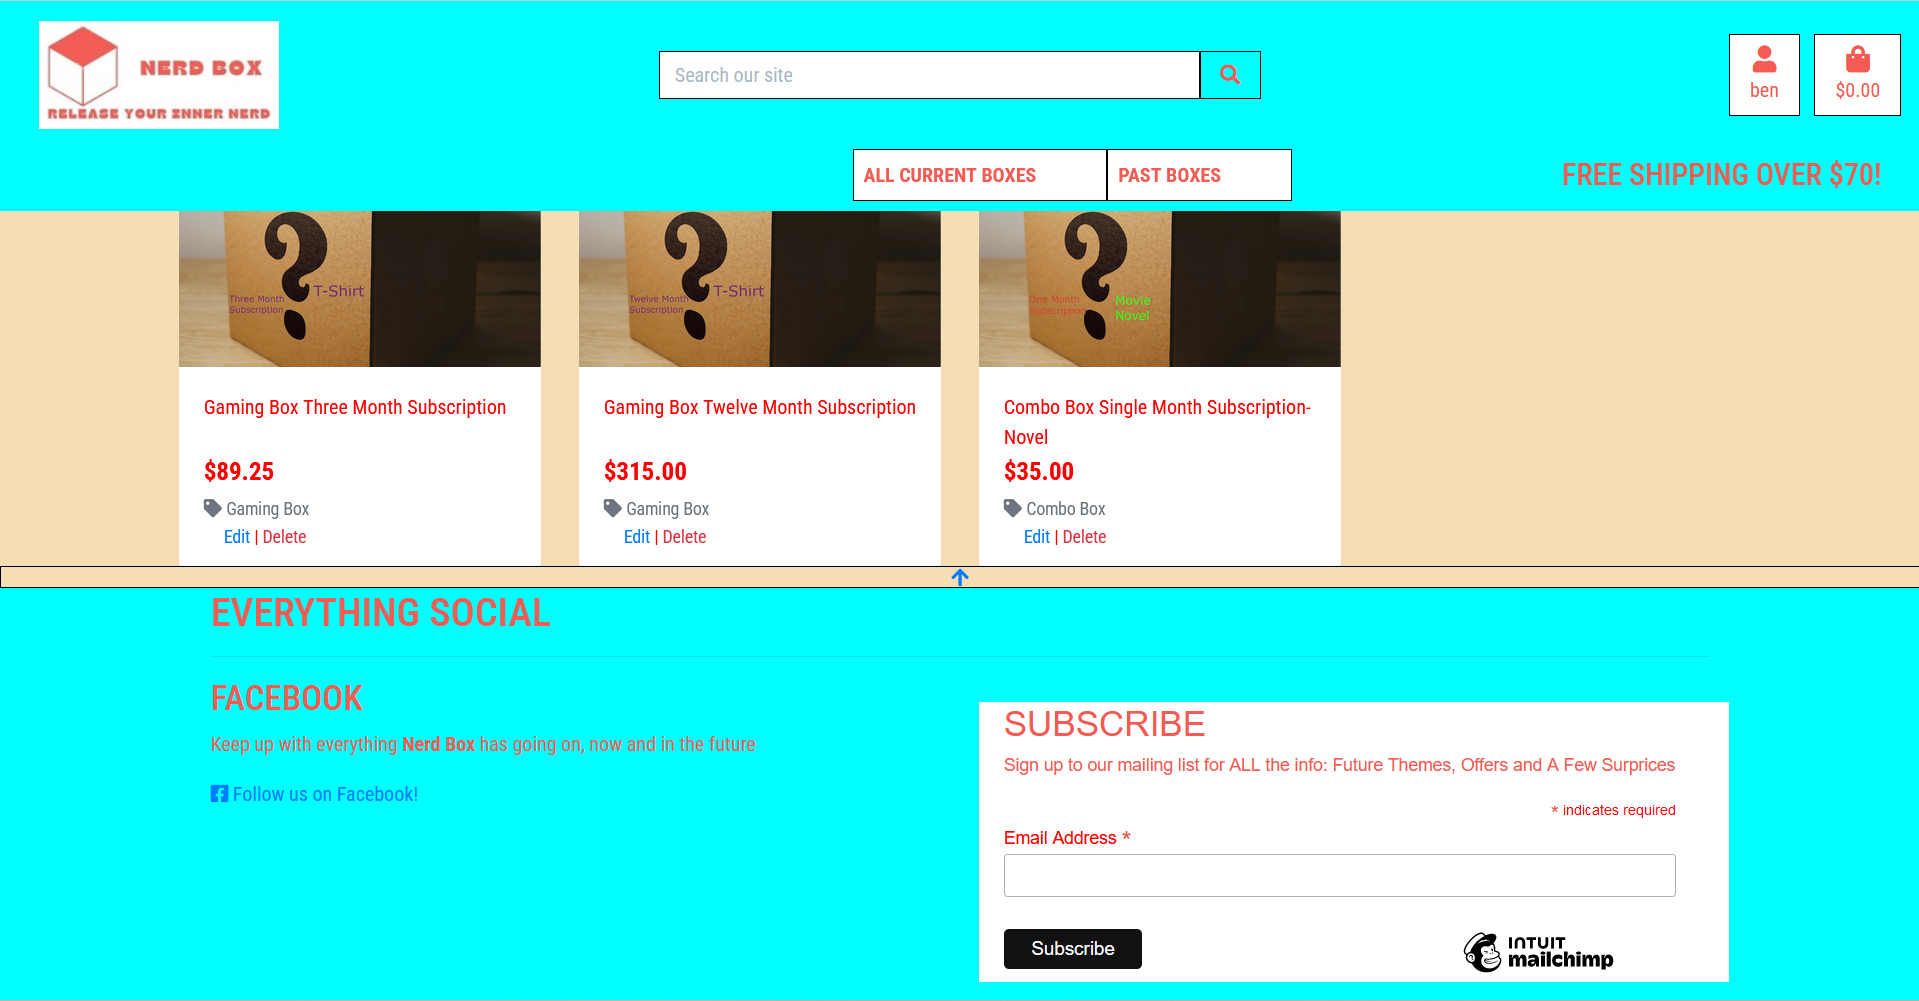 NERD BOX
RELEASE YOUR INNER NERD
Search our site
ben
$0.00
ALL CURRENT BOXES
PAST BOXES
FREE SHIPPING OVER $70!
Three Month
Subscription
T-Shirt
Twelve Month
Subscription
T-Shirt
One Month
Subscription
Movie
Novel
Gaming Box Three Month Subscription
$89.25
Gaming Box
Edit | Delete
Gaming Box Twelve Month Subscription
$315.00
Gaming Box
Edit | Delete
Combo Box Single Month Subscription-
Novel
$35.00
Combo Box
Edit | Delete
EVERYTHING SOCIAL
FACEBOOK
Keep up with everything Nerd Box has going on, now and in the future
Follow us on Facebook!
SUBSCRIBE
Sign up to our mailing list for ALL the info: Future Themes, Offers and A Few Surprices
* indicates required
Email Address *
Subscribe
INTUIT
mailchimp